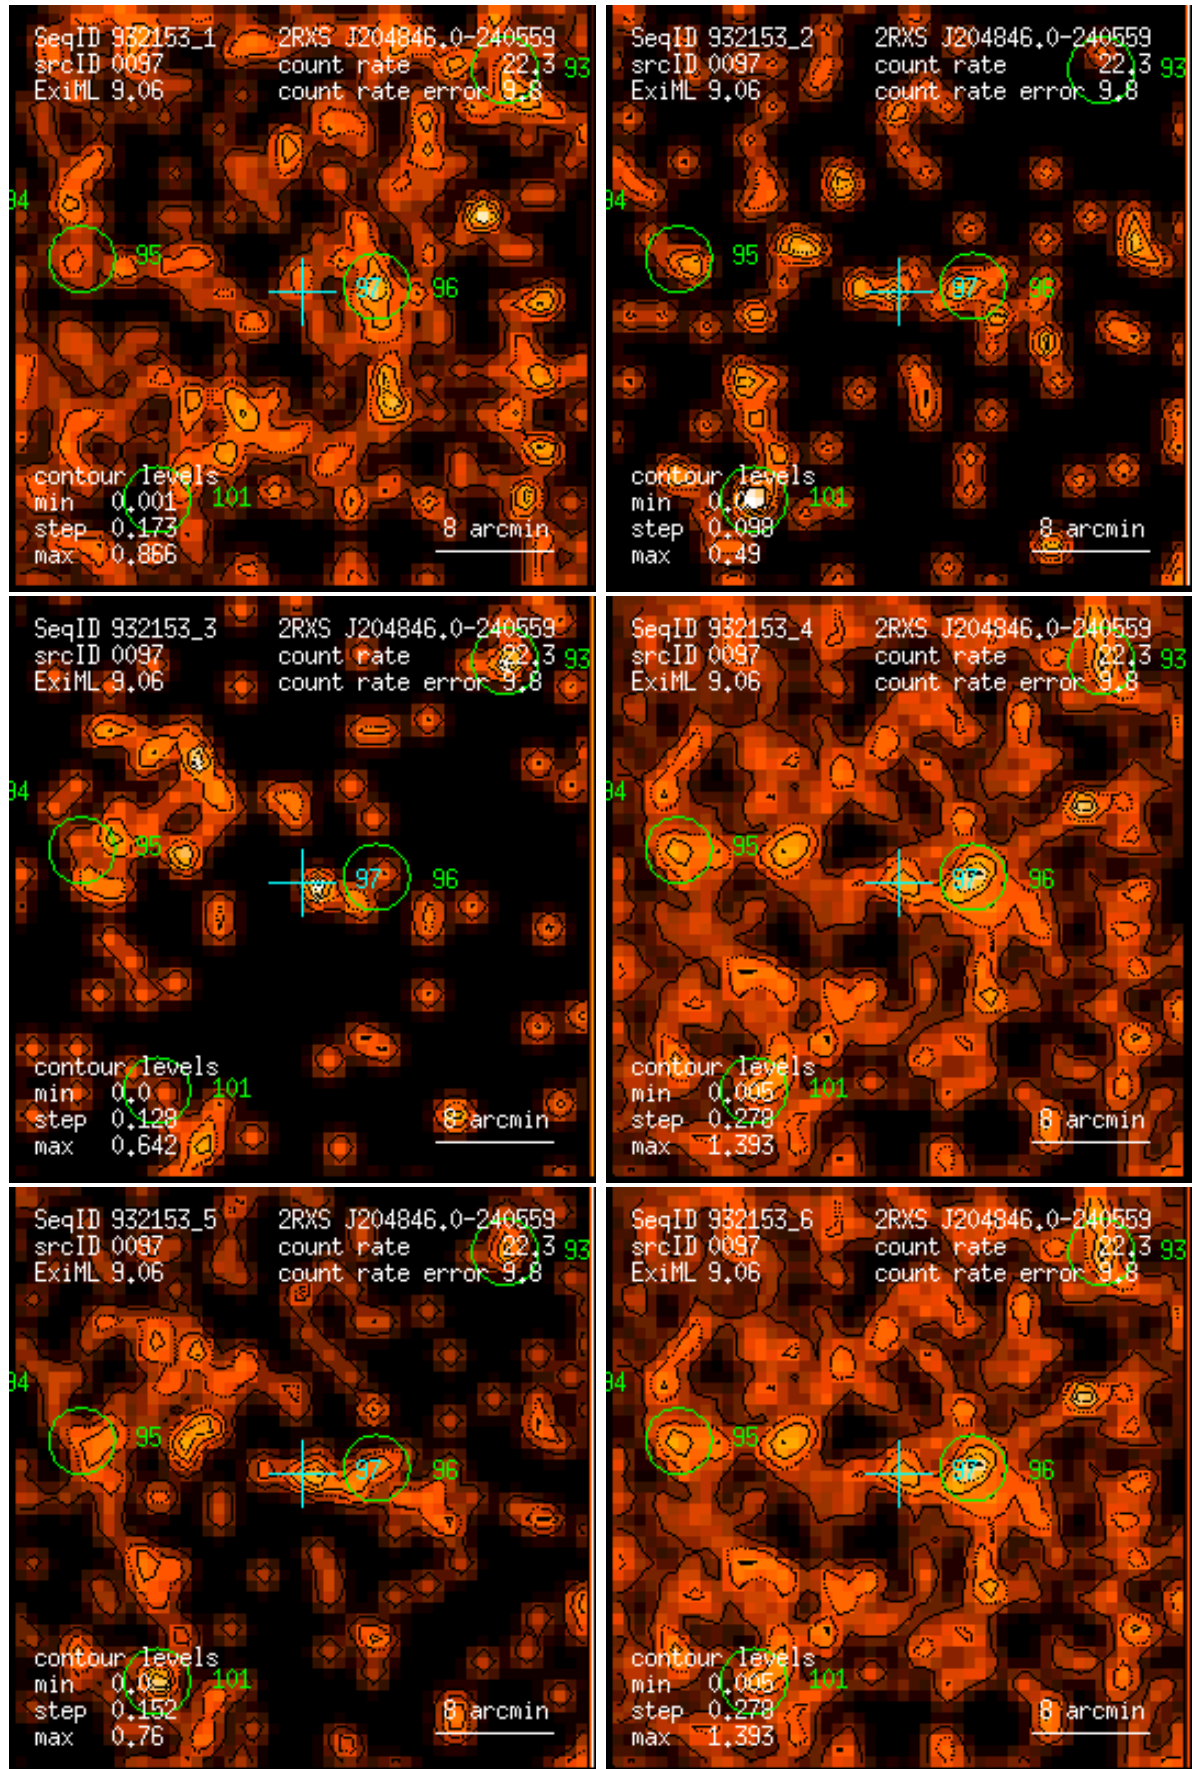 SeqID 932153_1 2RXS J204846.0-240559
srcID 0097 count rate 22.3 93
ExiML 9.06 count rate error 9.8
94
95
97 96
contour levels
min 0.001 101
step 0.173 8 arcmin
max 0.866
SeqID 932153_2 2RXS J204846.0-240559
srcID 0097 count rate 22.3 93
ExiML 9.06 count rate error 9.8
94
95
97 96
contour levels
min 0.0 101
step 0.098 8 arcmin
max 0.49
SeqID 932153_3 2RXS J204846.0-240559
srcID 0097 count rate 22.3 93
ExiML 9.06 count rate error 9.8
94
95
97 96
contour levels
min 0.0 101
step 0.128 8 arcmin
max 0.642
SeqID 932153_4 2RXS J204846.0-240559
srcID 0097 count rate 22.3 93
ExiML 9.06 count rate error 9.8
94
95
97 96
contour levels
min 0.005 101
step 0.278 8 arcmin
max 1.393
SeqID 932153_5 2RXS J204846.0-240559
srcID 0097 count rate 22.3 93
ExiML 9.06 count rate error 9.8
94
95
97 96
contour levels
min 0.0 101
step 0.152 8 arcmin
max 0.76
SeqID 932153_6 2RXS J204846.0-240559
srcID 0097 count rate 22.3 93
ExiML 9.06 count rate error 9.8
94
95
97 96
contour levels
min 0.005 101
step 0.278 8 arcmin
max 1.393